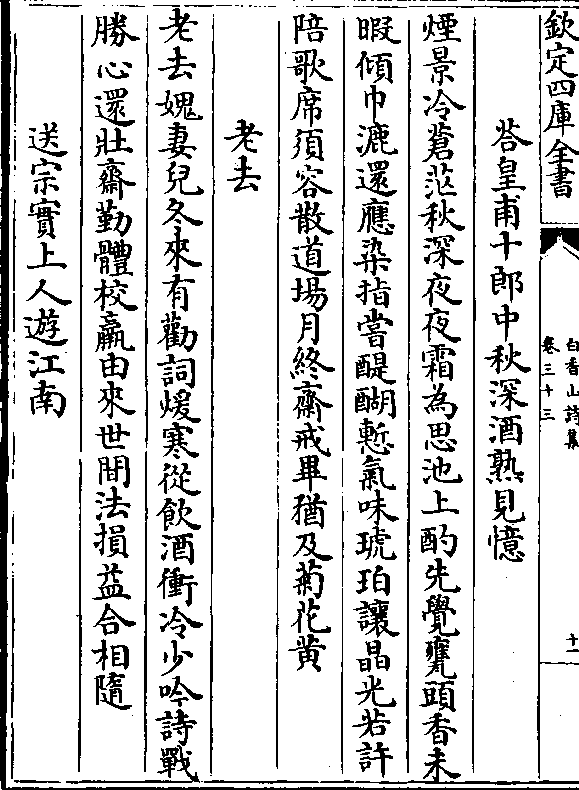 欽定四庫全書
白香山詩集
卷三十三
十一
荅皇甫十郎中秋深酒熟見憶
煙景冷蒼茫秋深夜夜霜為思池上酌先覺甕頭香未
暇傾巾漉還應染指嘗醍醐慙氣味琥珀讓晶光若許
陪歌席須容散道場月終齋戒畢猶及菊花黄
老去
老去媿妻兒冬來有勸詞煖寒從飲酒衝冷少吟詩戰
勝心還壯齋勤體校羸由來世間法損益合相隨
送宗實上人遊江南